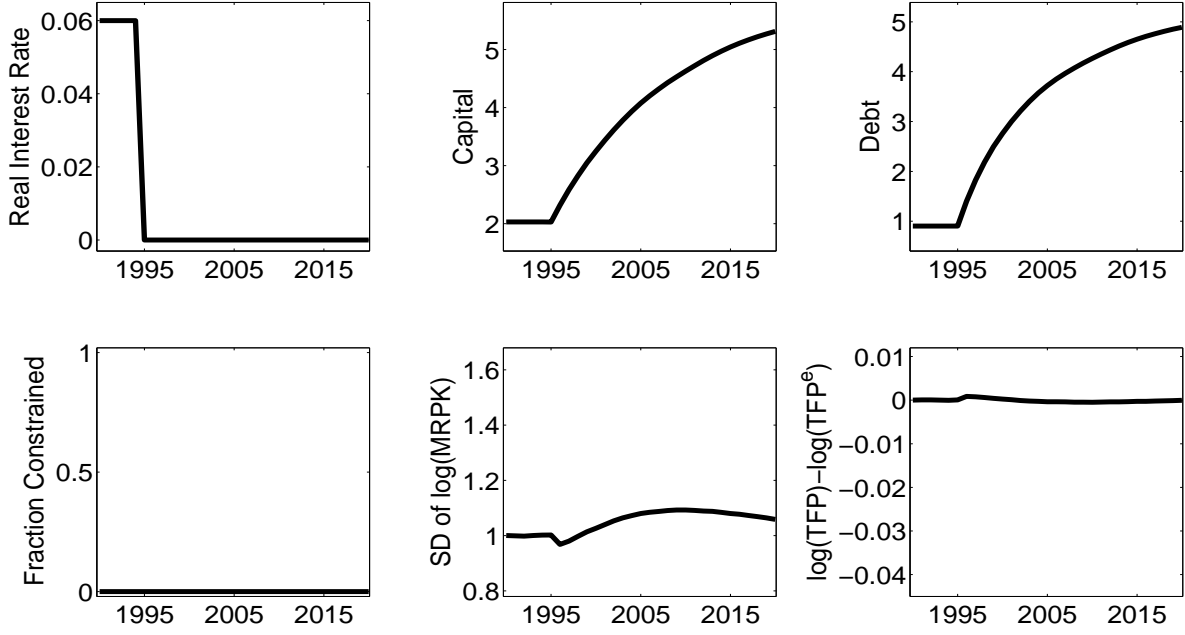 Real Interest Rate
0.06
0.04
0.02
0
1995 2005 2015
Capital
5
4
3
2
1995 2005 2015
Debt
5
4
3
2
1
1995 2005 2015
Fraction Constrained
1
0.5
0
1995 2005 2015
SD of log(MRPK)
1.6
1.4
1.2
1
0.8
1995 2005 2015
log(TFP)−log(TFPᵉ)
0.01
0
−0.01
−0.02
−0.03
−0.04
1995 2005 2015